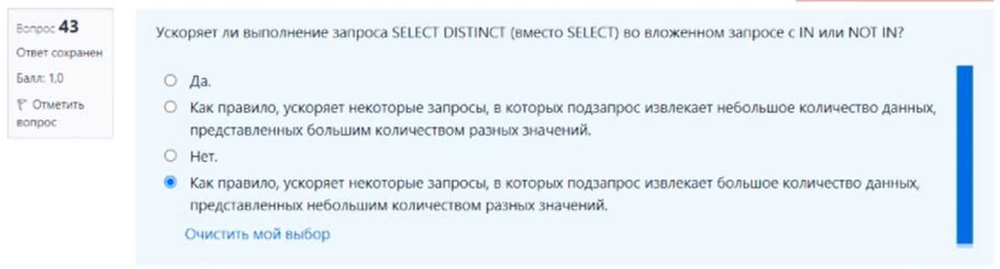 Вопрос 43
Ответ сохранен
Балл: 1,0
Отметить
вопрос
Ускоряет ли выполнение запроса SELECT DISTINCT (вместо SELECT) во вложенном запросе с IN или NOT IN?
Да.
Как правило, ускоряет некоторые запросы, в которых подзапрос извлекает небольшое количество данных,
представленных большим количеством разных значений.
Нет.
Как правило, ускоряет некоторые запросы, в которых подзапрос извлекает большое количество данных,
представленных небольшим количеством разных значений.
Очистить мой выбор